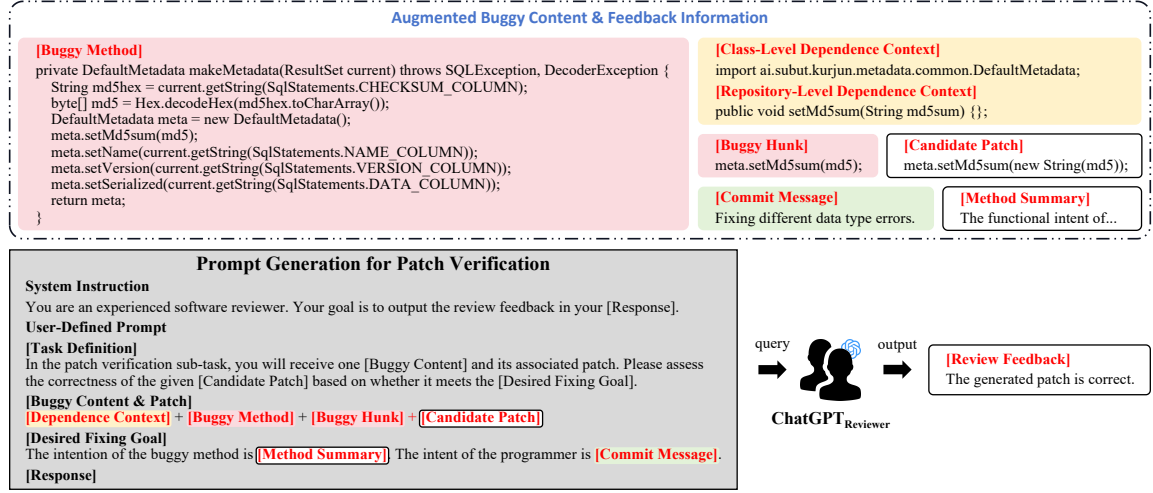 Augmented Buggy Content & Feedback Information
[Buggy Method]
private DefaultMetadata makeMetadata(ResultSet current) throws SQLException, DecoderException {
String md5hex = current.getString(SqlStatements.CHECKSUM_COLUMN);
byte[] md5 = Hex.decodeHex(md5hex.toCharArray());
DefaultMetadata meta = new DefaultMetadata();
meta.setMd5sum(md5);
meta.setName(current.getString(SqlStatements.NAME_COLUMN));
meta.setVersion(current.getString(SqlStatements.VERSION_COLUMN));
meta.setSerialized(current.getString(SqlStatements.DATA_COLUMN));
return meta;
}
[Class-Level Dependence Context]
import ai.subut.kurjun.metadata.common.DefaultMetadata;
[Repository-Level Dependence Context]
public void setMd5sum(String md5sum) {};
[Buggy Hunk]
meta.setMd5sum(md5);
[Candidate Patch]
meta.setMd5sum(new String(md5));
[Commit Message]
Fixing different data type errors.
[Method Summary]
The functional intent of...
Prompt Generation for Patch Verification
System Instruction
You are an experienced software reviewer. Your goal is to output the review feedback in your [Response].
User-Defined Prompt
[Task Definition]
In the patch verification sub-task, you will receive one [Buggy Content] and its associated patch. Please assess
the correctness of the given [Candidate Patch] based on whether it meets the [Desired Fixing Goal].
[Buggy Content & Patch]
[Dependence Context] + [Buggy Method] + [Buggy Hunk] + [Candidate Patch]
[Desired Fixing Goal]
The intention of the buggy method is [Method Summary]. The intent of the programmer is [Commit Message].
[Response]
query
output
ChatGPT Reviewer
[Review Feedback]
The generated patch is correct.